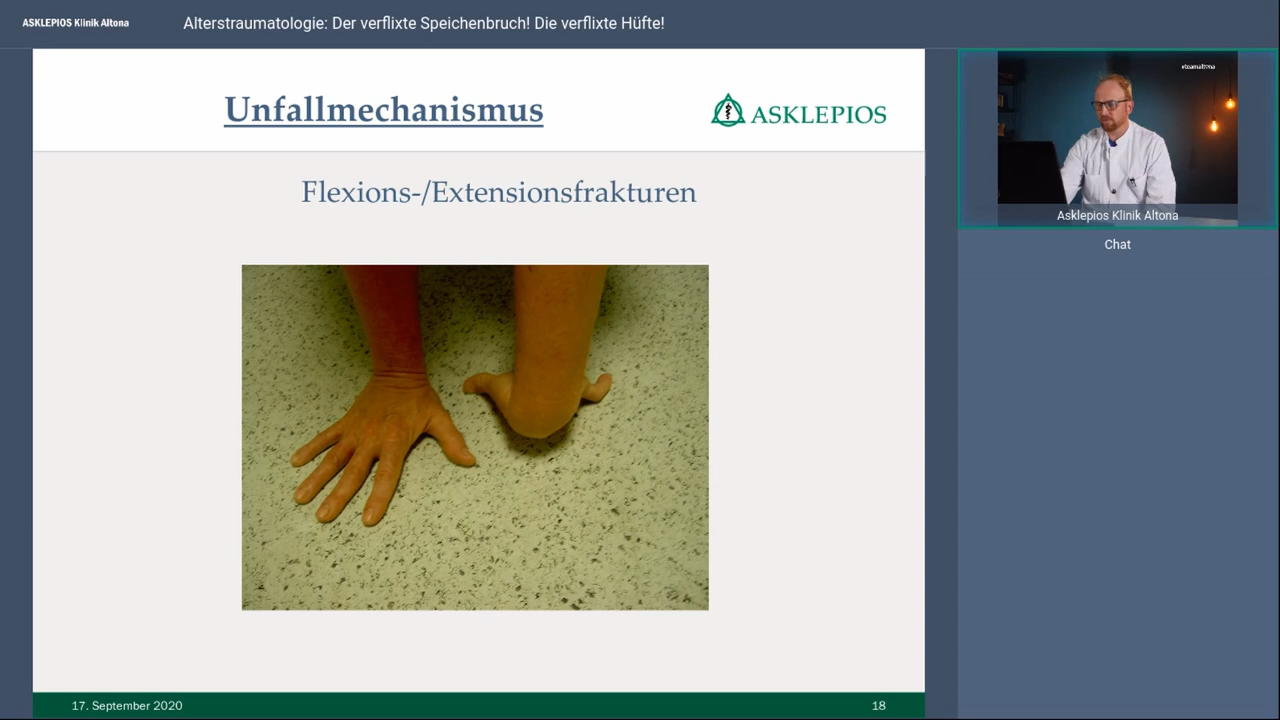 ASKLEPIOS Klinik Altona
Alterstraumatologie: Der verflixte Speichenbruch! Die verflixte Hüfte!
Unfallmechanismus
ASKLEPIOS
Flexions-/Extensionsfrakturen
#teamaltona
Asklepios Klinik Altona
Chat
17. September 2020
18